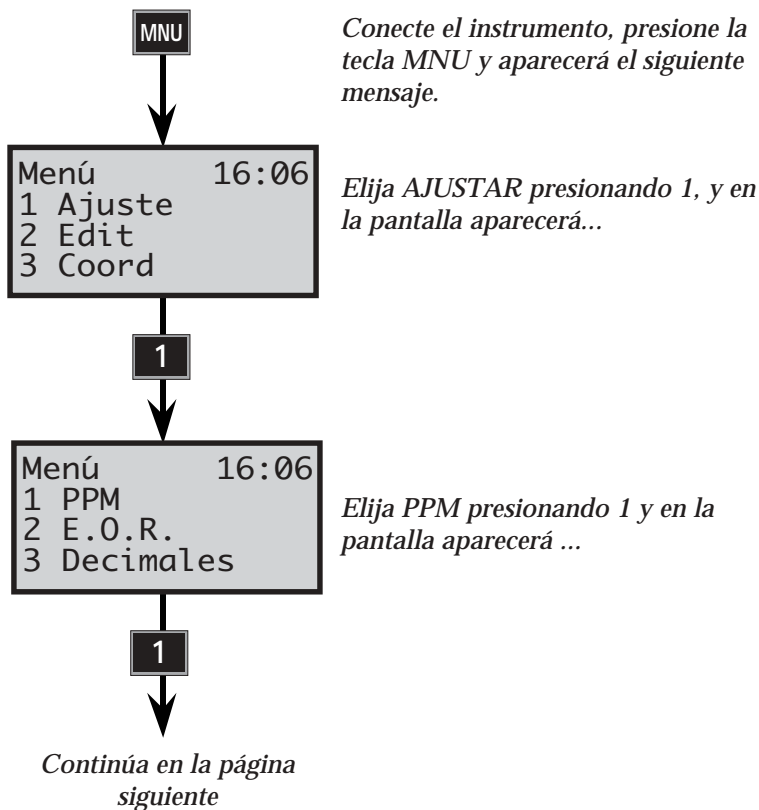 MNU
Conecte el instrumento, presione la
tecla MNU y aparecerá el siguiente
mensaje.
Menú 16:06
1 Ajuste
2 Edit
3 Coord
Elija AJUSTAR presionando 1, y en
la pantalla aparecerá...
1
Menú 16:06
1 PPM
2 E.O.R.
3 Decimales
Elija PPM presionando 1 y en la
pantalla aparecerá ...
1
Continúa en la página
siguiente